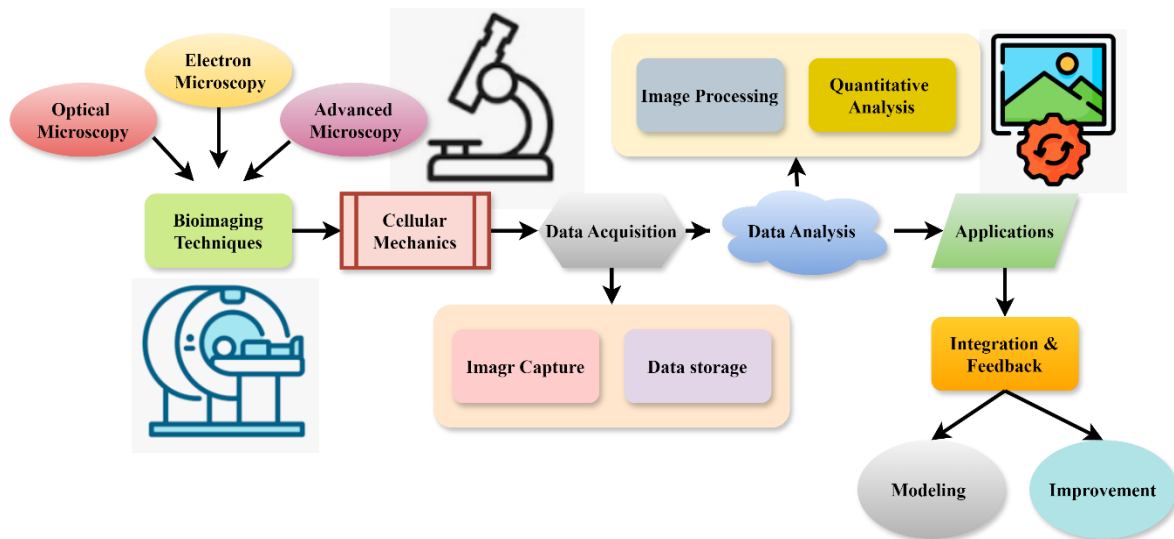 Electron
Microscopy
Optical
Microscopy
Advanced
Microscopy
Image Processing
Quantitative
Analysis
Bioimaging
Techniques
Cellular
Mechanics
Data Acquisition
Data Analysis
Applications
Imagr Capture
Data storage
Integration &
Feedback
Modeling
Improvement